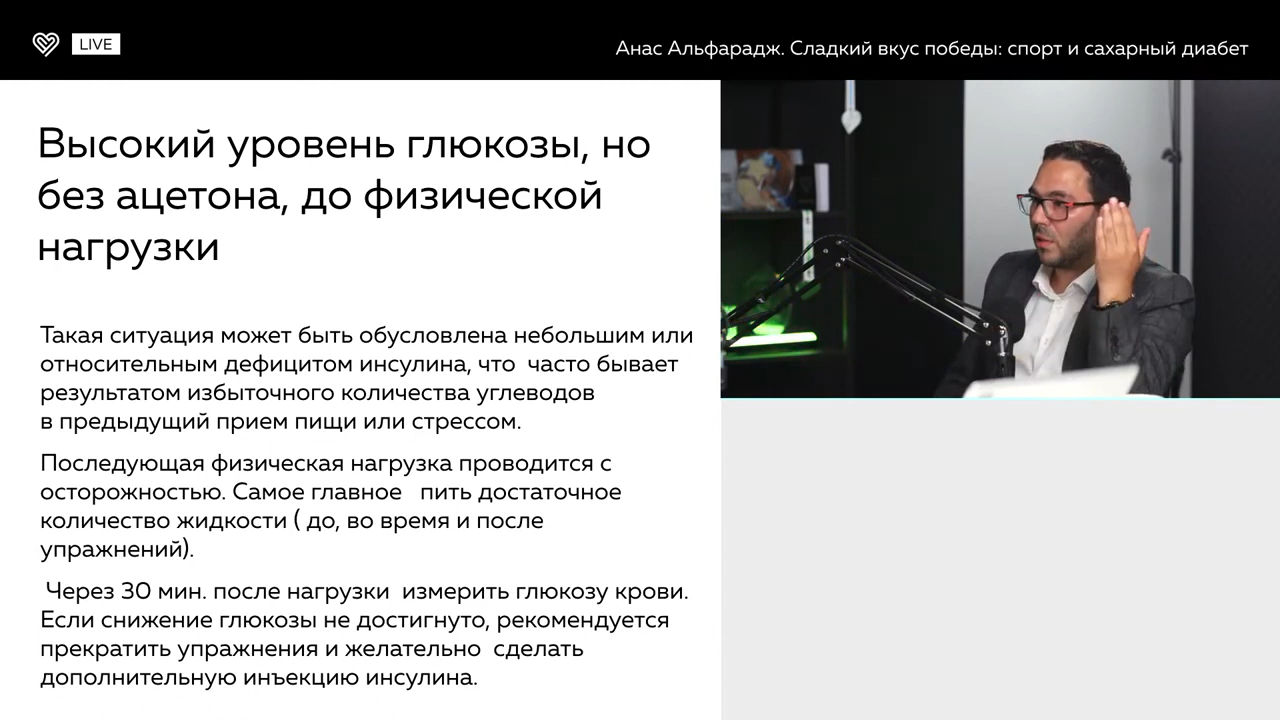 LIVE
Анас Альфарадж. Сладкий вкус победы: спорт и сахарный диабет
Высокий уровень глюкозы, но
без ацетона, до физической
нагрузки
Такая ситуация может быть обусловлена небольшим или
относительным дефицитом инсулина, что часто бывает
результатом избыточного количества углеводов
в предыдущий прием пищи или стрессом.
Последующая физическая нагрузка проводится с
осторожностью. Самое главное пить достаточное
количество жидкости ( до, во время и после
упражнений).
Через 30 мин. после нагрузки измерить глюкозу крови.
Если снижение глюкозы не достигнуто, рекомендуется
прекратить упражнения и желательно сделать
дополнительную инъекцию инсулина.